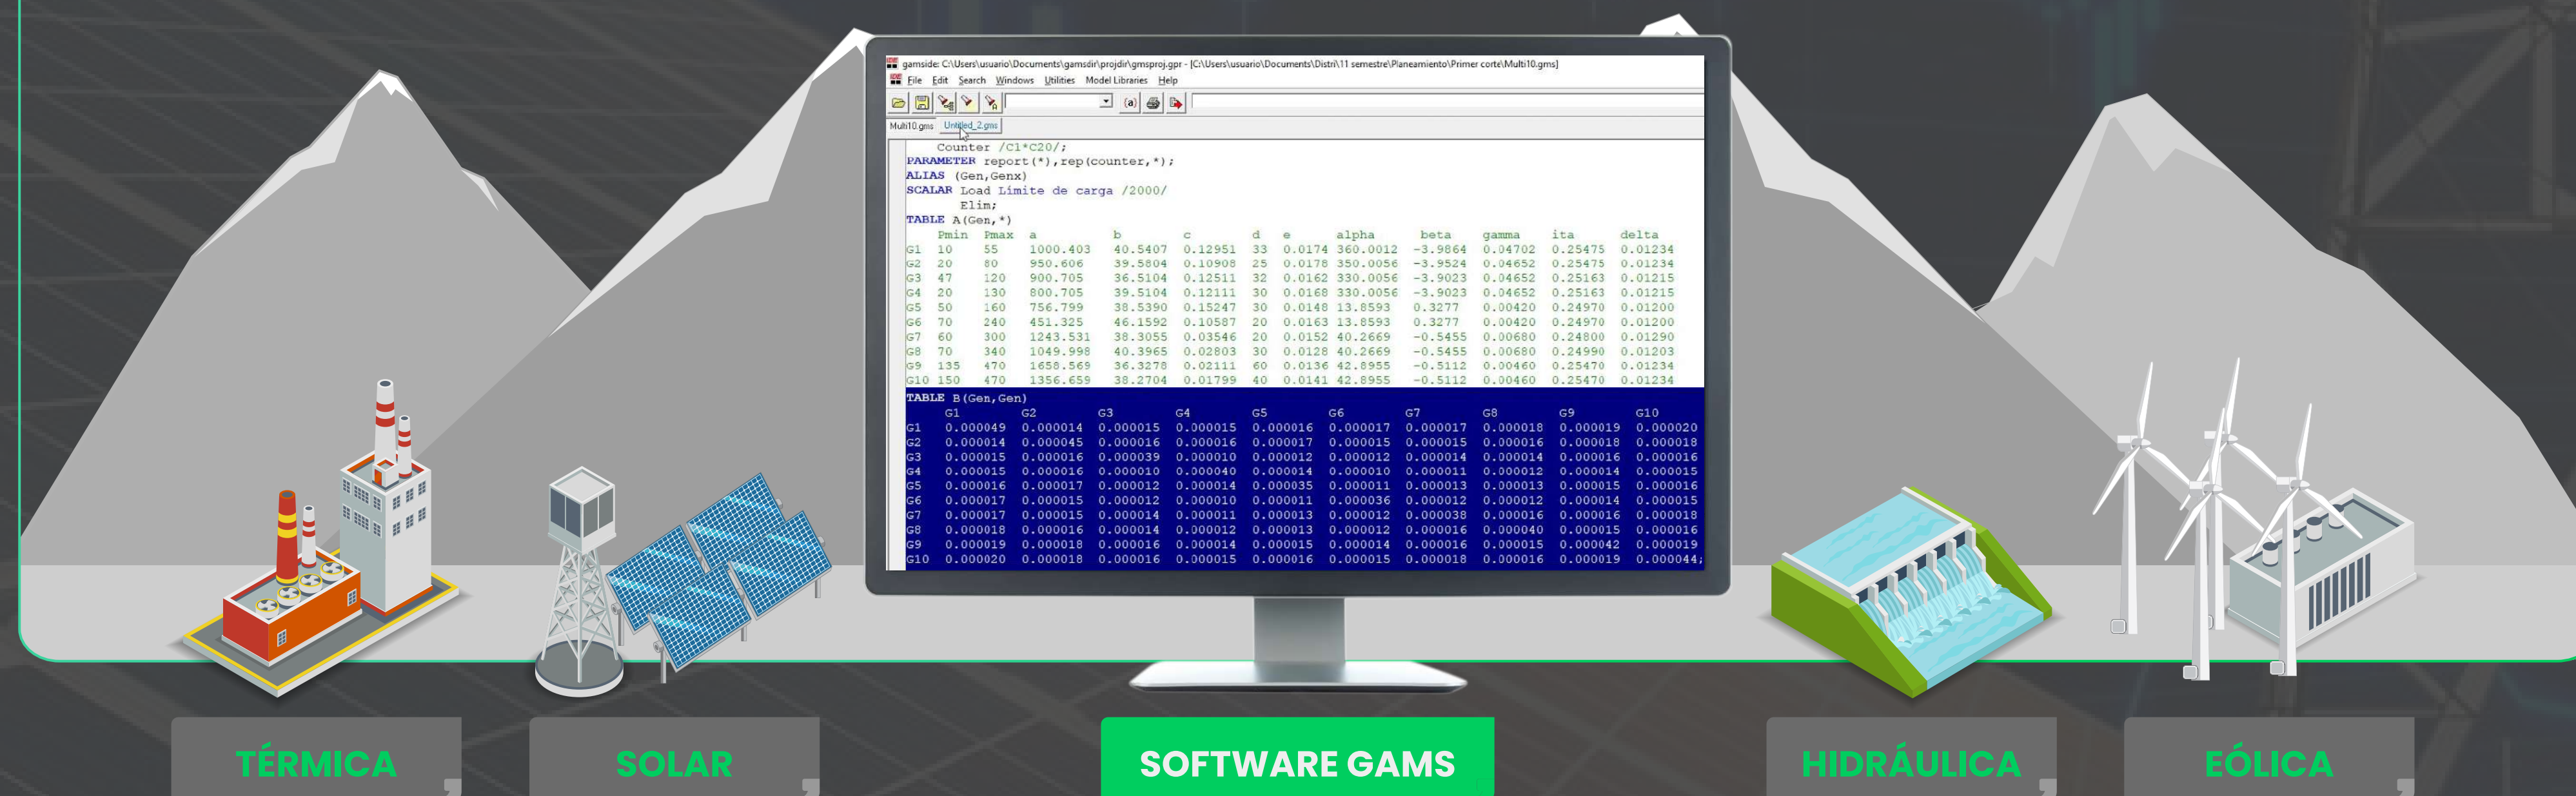 gamside: C:\Users\usuario\Documents\gamsdir\projdir\gmsproj.gpr - [C:\Users\usuario\Documents\Distri\11 semestre\Planeamiento\Primer corte\Multi10.gms]
File Edit Search Windows Utilities Model Libraries Help
(a)
Multi10.gms Untitled_2.gms
Counter /C1*C20/;
PARAMETER report(*),rep(counter,*);
ALIAS (Gen,Genx)
SCALAR Load Limite de carga /2000/
Elim;
TABLE A(Gen,*)
Pmin Pmax a b c d e alpha beta gamma ita delta
G1 10 55 1000.403 40.5407 0.12951 33 0.0174 360.0012 -3.9864 0.04702 0.25475 0.01234
G2 20 80 950.606 39.5804 0.10908 25 0.0178 350.0056 -3.9524 0.04652 0.25475 0.01234
G3 47 120 900.705 36.5104 0.12511 32 0.0162 330.0056 -3.9023 0.04652 0.25163 0.01215
G4 20 130 800.705 39.5104 0.12111 30 0.0168 330.0056 -3.9023 0.04652 0.25163 0.01215
G5 50 160 756.799 38.5390 0.15247 30 0.0148 13.8593 0.3277 0.00420 0.24970 0.01200
G6 70 240 451.325 46.1592 0.10587 20 0.0163 13.8593 0.3277 0.00420 0.24970 0.01200
G7 60 300 1243.531 38.3055 0.03546 20 0.0152 40.2669 -0.5455 0.00680 0.24800 0.01290
G8 70 340 1049.998 40.3965 0.02803 30 0.0128 40.2669 -0.5455 0.00680 0.24990 0.01203
G9 135 470 1658.569 36.3278 0.02111 60 0.0136 42.8955 -0.5112 0.00460 0.25470 0.01234
G10 150 470 1356.659 38.2704 0.01799 40 0.0141 42.8955 -0.5112 0.00460 0.25470 0.01234
TABLE B(Gen,Gen)
G1 G2 G3 G4 G5 G6 G7 G8 G9 G10
G1 0.000049 0.000014 0.000015 0.000015 0.000016 0.000017 0.000017 0.000018 0.000019 0.000020
G2 0.000014 0.000045 0.000016 0.000016 0.000017 0.000015 0.000015 0.000016 0.000018 0.000018
G3 0.000015 0.000016 0.000039 0.000010 0.000012 0.000012 0.000014 0.000014 0.000016 0.000016
G4 0.000015 0.000016 0.000010 0.000040 0.000014 0.000010 0.000011 0.000012 0.000014 0.000015
G5 0.000016 0.000017 0.000012 0.000014 0.000035 0.000011 0.000013 0.000013 0.000015 0.000016
G6 0.000017 0.000015 0.000012 0.000010 0.000011 0.000036 0.000012 0.000012 0.000014 0.000015
G7 0.000017 0.000015 0.000014 0.000011 0.000013 0.000012 0.000038 0.000016 0.000016 0.000018
G8 0.000018 0.000016 0.000014 0.000012 0.000013 0.000012 0.000016 0.000040 0.000015 0.000016
G9 0.000019 0.000018 0.000016 0.000014 0.000015 0.000014 0.000016 0.000015 0.000042 0.000019
G10 0.000020 0.000018 0.000016 0.000015 0.000016 0.000015 0.000018 0.000016 0.000019 0.000044;
TÉRMICA
SOLAR
SOFTWARE GAMS
HIDRÁULICA
EÓLICA